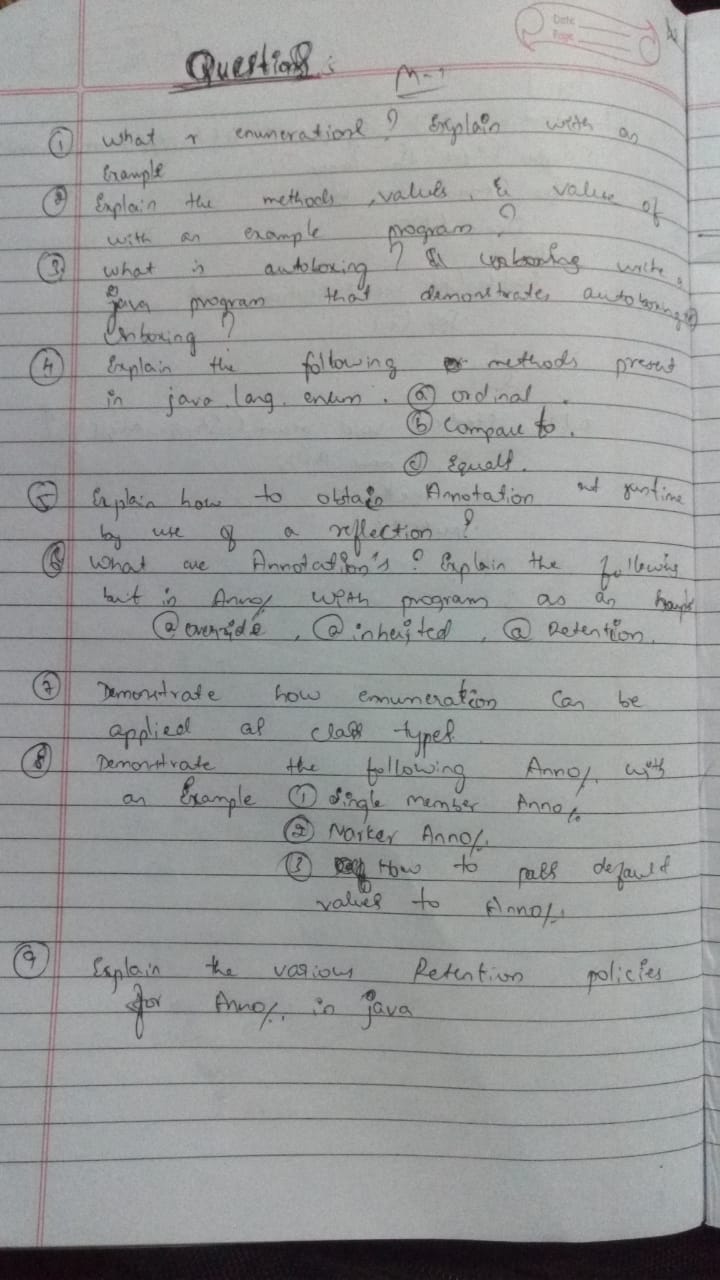 Date
Page
Questions :
M-1
① What is enumerations? Explain with an
Example
② Explain the methods, values, & value of
with an example program?
③ what is autoboxing? & unboxing write a
java program that demonstrates autoboxing &
Unboxing?
④ Explain the following methods present
in java.lang.enum. ⓐ ordinal.
ⓑ Compare to.
ⓒ Equals.
⑤ Explain how to obtain Annotation at runtime
by use of a reflection?
⑥ What are Annotation's? Explain the following
but in Anno/. with program as an
@ override, @ inherited, @ Retention.
⑦ Demonstrate how emuneration can be
applied as class types.
⑧ Demonstrate the following Anno/. with
an Example ① Single member Anno/.
② Marker Anno/.
③ How to pass default
values to Anno/.
⑨ Explain the various Retention policies
for Anno/. in java